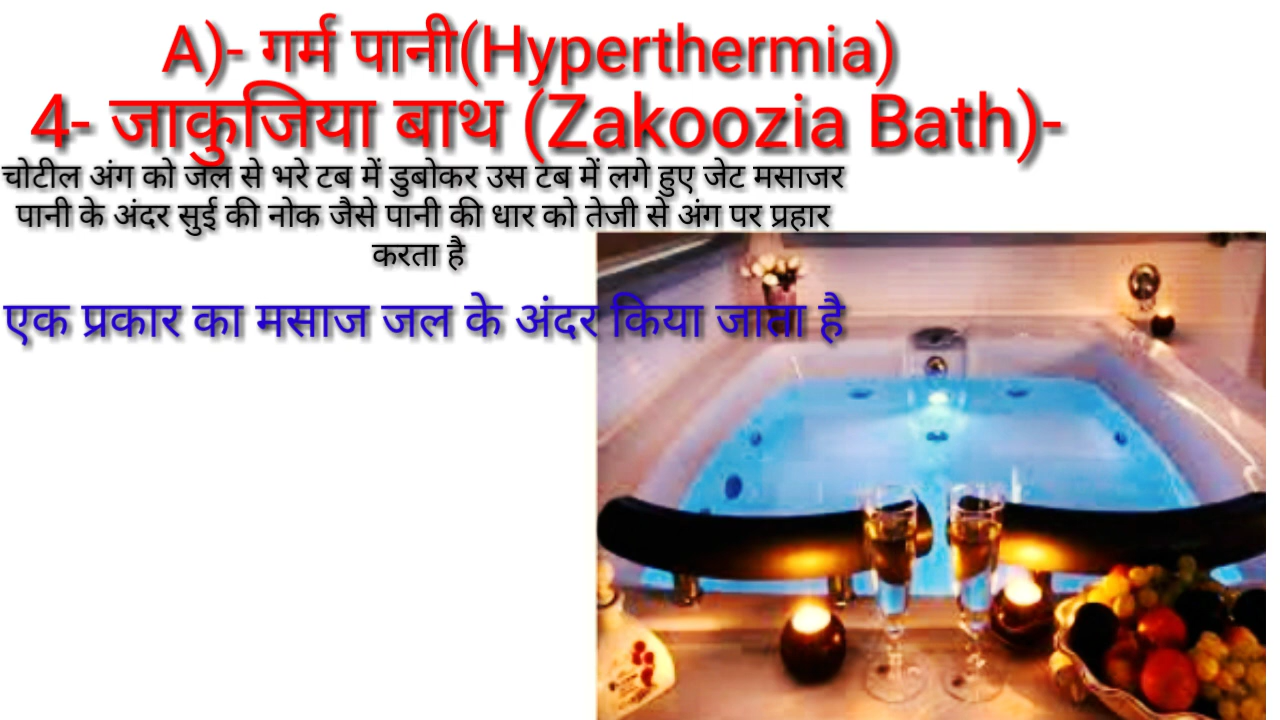 A)- गर्म पानी(Hyperthermia)
4- जाकुजिया बाथ (Zakoozia Bath)-
चोटील अंग को जल से भरे टब में डुबोकर उस टब में लगे हुए जेट मसाजर
पानी के अंदर सुई की नोक जैसे पानी की धार को तेजी से अंग पर प्रहार
करता है
एक प्रकार का मसाज जल के अंदर किया जाता है